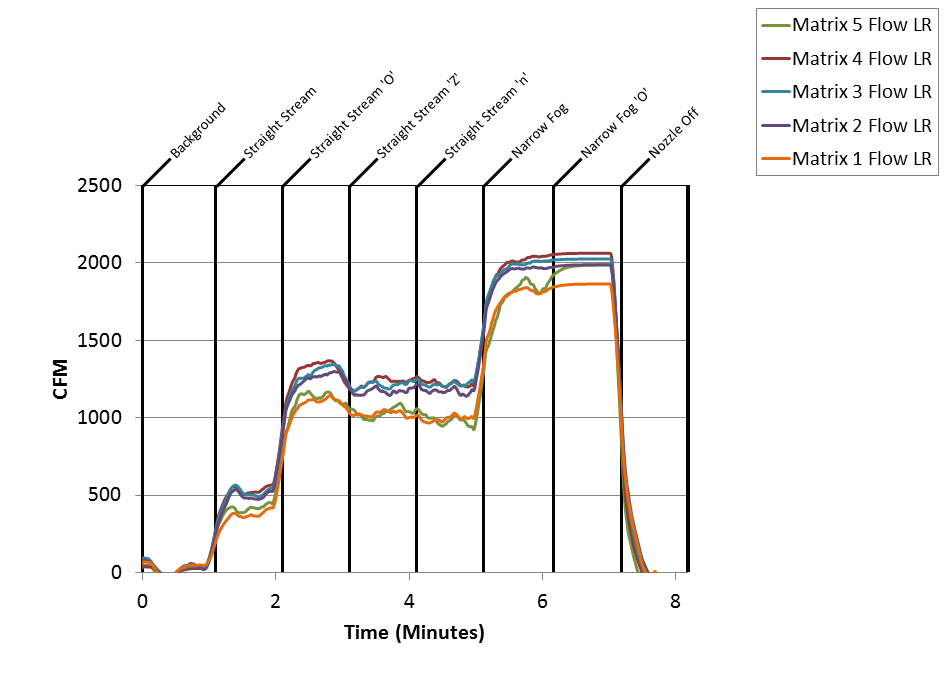 Matrix 5 Flow LR
Matrix 4 Flow LR
Matrix 3 Flow LR
Matrix 2 Flow LR
Matrix 1 Flow LR
Background
Straight Stream
Straight Stream 'O'
Straight Stream 'Z'
Straight Stream 'n'
Narrow Fog
Narrow Fog 'O'
Nozzle Off
2500
2000
1500
1000
500
0
CFM
0 2 4 6 8
Time (Minutes)